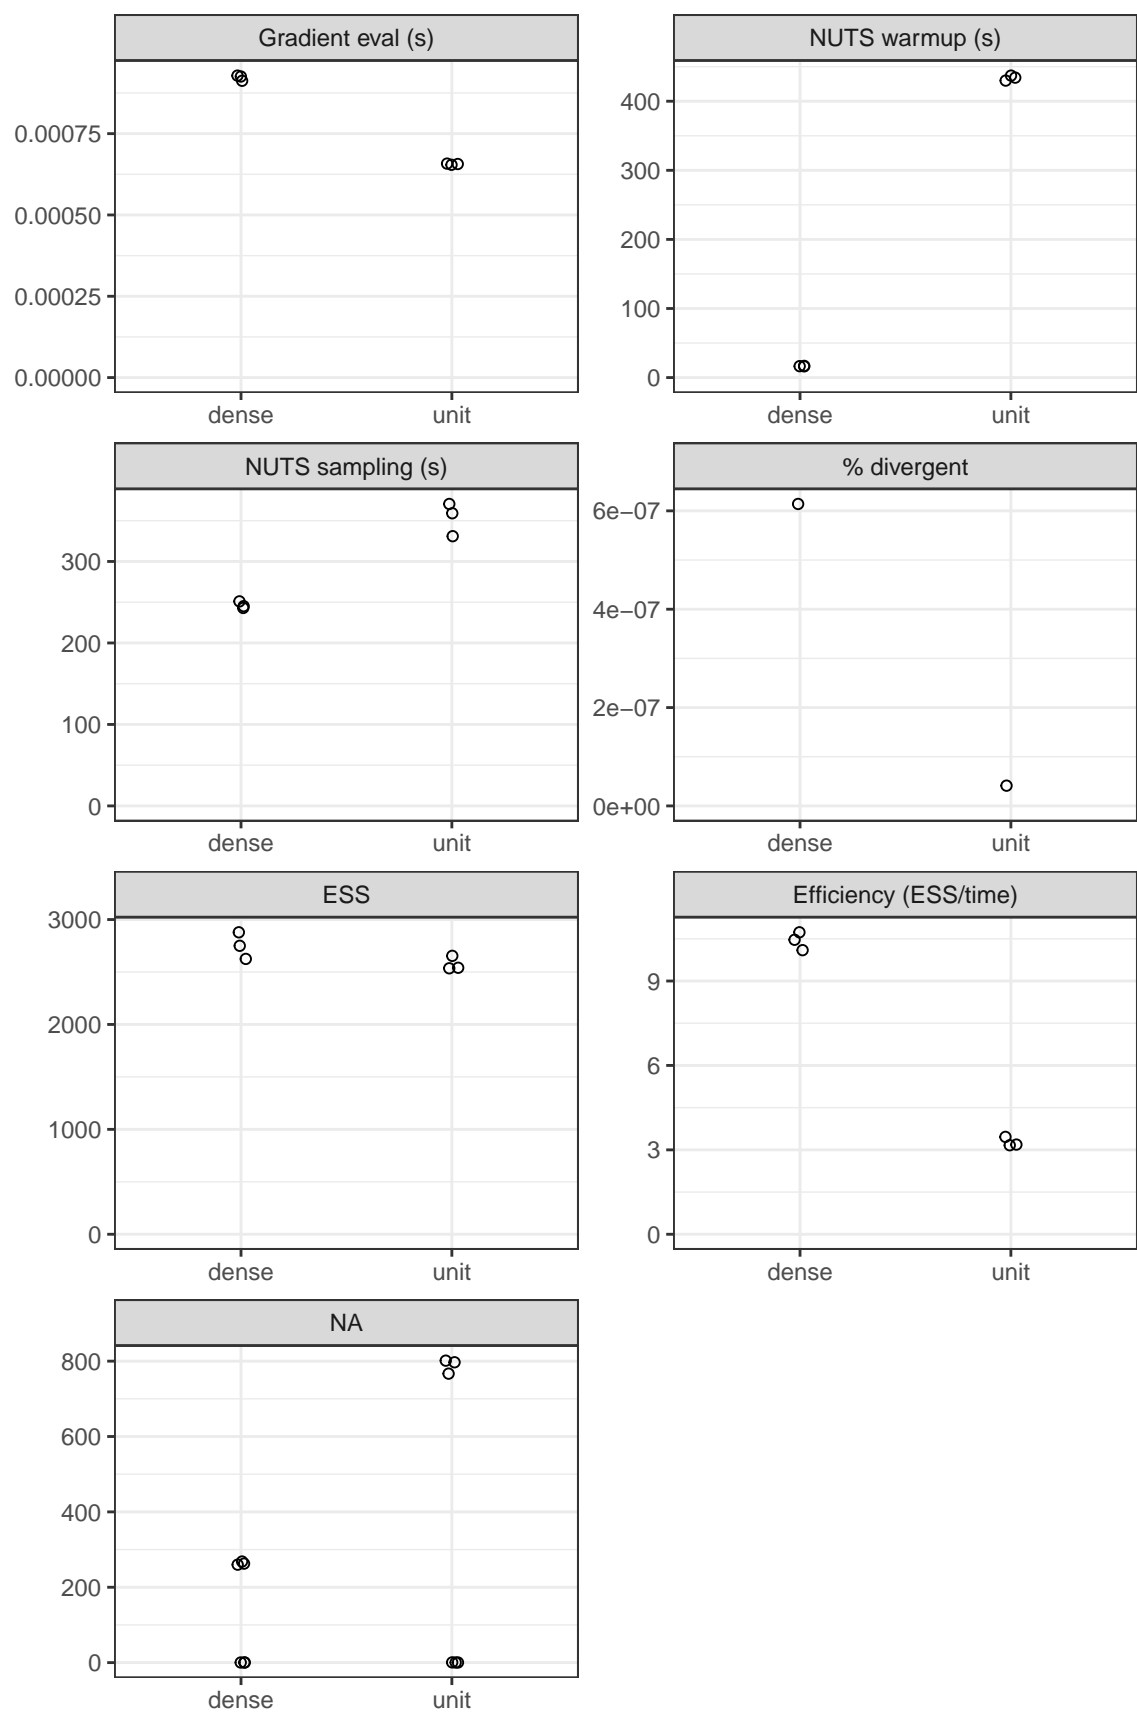 Gradient eval (s)
0.00075
0.00050
0.00025
0.00000
dense unit
NUTS warmup (s)
400
300
200
100
0
dense unit
NUTS sampling (s)
300
200
100
0
dense unit
% divergent
6e−07
4e−07
2e−07
0e+00
dense unit
ESS
3000
2000
1000
0
dense unit
Efficiency (ESS/time)
9
6
3
0
dense unit
NA
800
600
400
200
0
dense unit